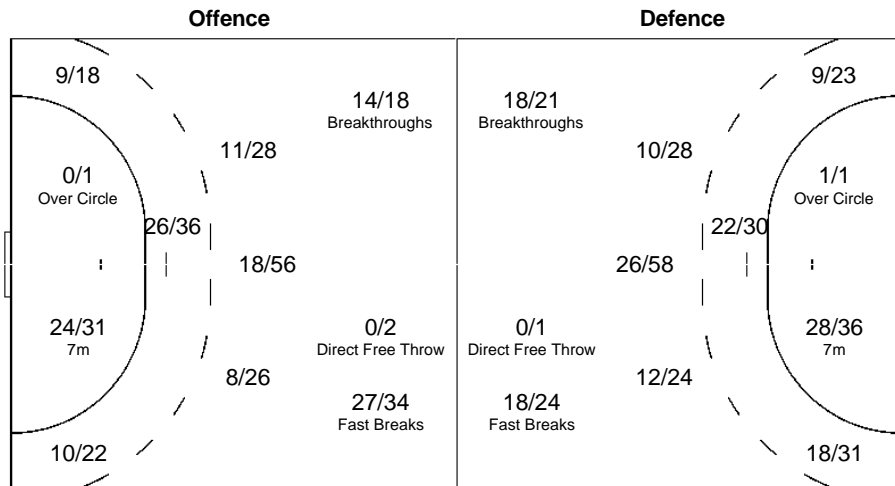 Offence
Defence
9/18
9/23
14/18
Breakthroughs
18/21
Breakthroughs
11/28
10/28
0/1
Over Circle
1/1
Over Circle
26/36
22/30
18/56
26/58
24/31
7m
0/2
Direct Free Throw
0/1
Direct Free Throw
28/36
7m
8/26
12/24
27/34
Fast Breaks
18/24
Fast Breaks
10/22
18/31